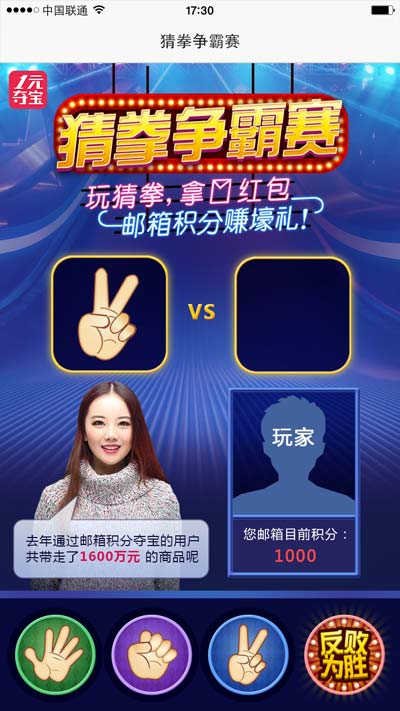 中国联通
17:30
猜拳争霸赛
1元
夺宝
猜拳争霸赛
玩猜拳,拿红包
邮箱积分赚壕礼!
VS
玩家
去年通过邮箱积分夺宝的用户
共带走了1600万元 的商品呢
您邮箱目前积分:
1000
反败
为胜